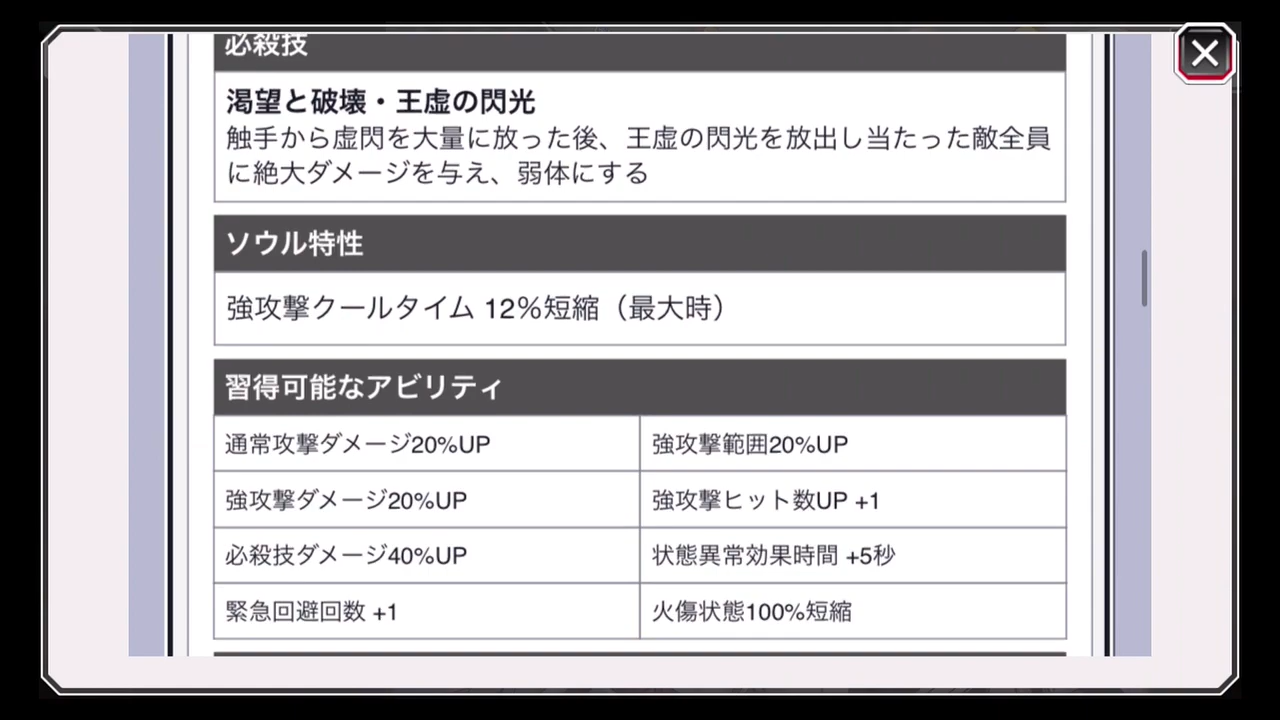 必殺技
渇望と破壊・王虚の閃光
触手から虚閃を大量に放った後、王虚の閃光を放出し当たった敵全員
に絶大ダメージを与え、弱体にする
ソウル特性
強攻撃クールタイム 12%短縮（最大時）
習得可能なアビリティ
通常攻撃ダメージ20%UP
強攻撃範囲20%UP
強攻撃ダメージ20%UP
強攻撃ヒット数UP +1
必殺技ダメージ40%UP
状態異常効果時間 +5秒
緊急回避回数 +1
火傷状態100%短縮